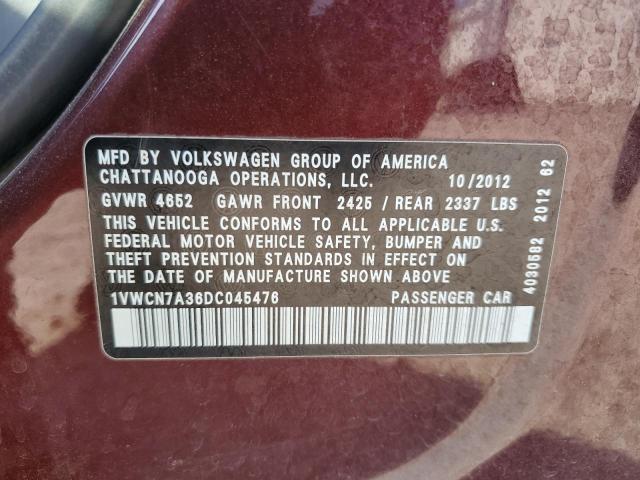 MFD BY VOLKSWAGEN GROUP OF AMERICA
CHATTANOOGA OPERATIONS, LLC. 10/2012
GVWR 4652 GAWR FRONT 2425 / REAR 2337 LBS
THIS VEHICLE CONFORMS TO ALL APPLICABLE U.S.
FEDERAL MOTOR VEHICLE SAFETY, BUMPER AND
THEFT PREVENTION STANDARDS IN EFFECT ON
THE DATE OF MANUFACTURE SHOWN ABOVE
1VWCN7A36DC045476 PASSENGER CAR
4030582 2012 62